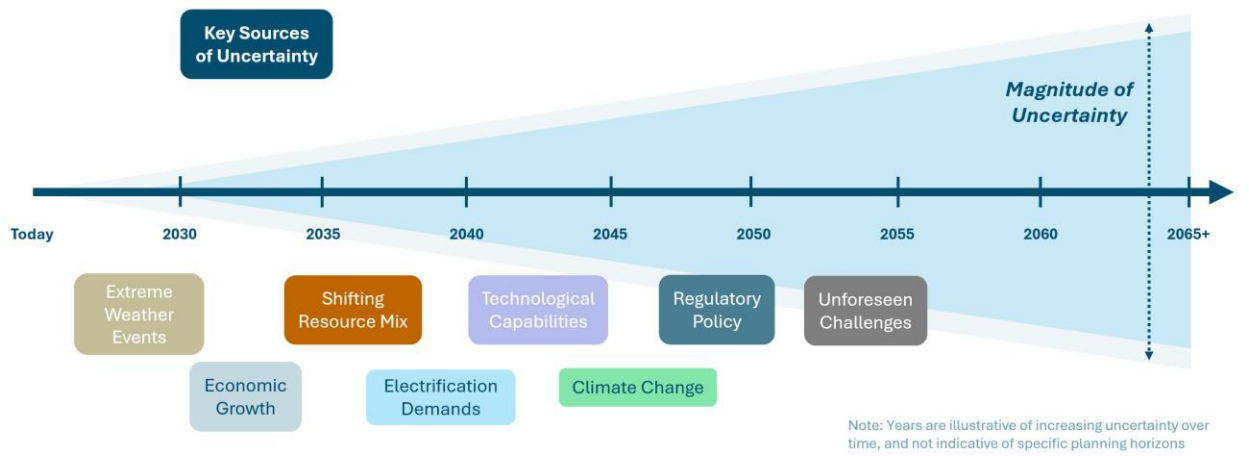 Key Sources
of Uncertainty
Magnitude of
Uncertainty
Today
2030
2035
2040
2045
2050
2055
2060
2065+
Extreme
Weather
Events
Shifting
Resource Mix
Technological
Capabilities
Regulatory
Policy
Unforeseen
Challenges
Economic
Growth
Electrification
Demands
Climate Change
Note: Years are illustrative of increasing uncertainty over
time, and not indicative of specific planning horizons